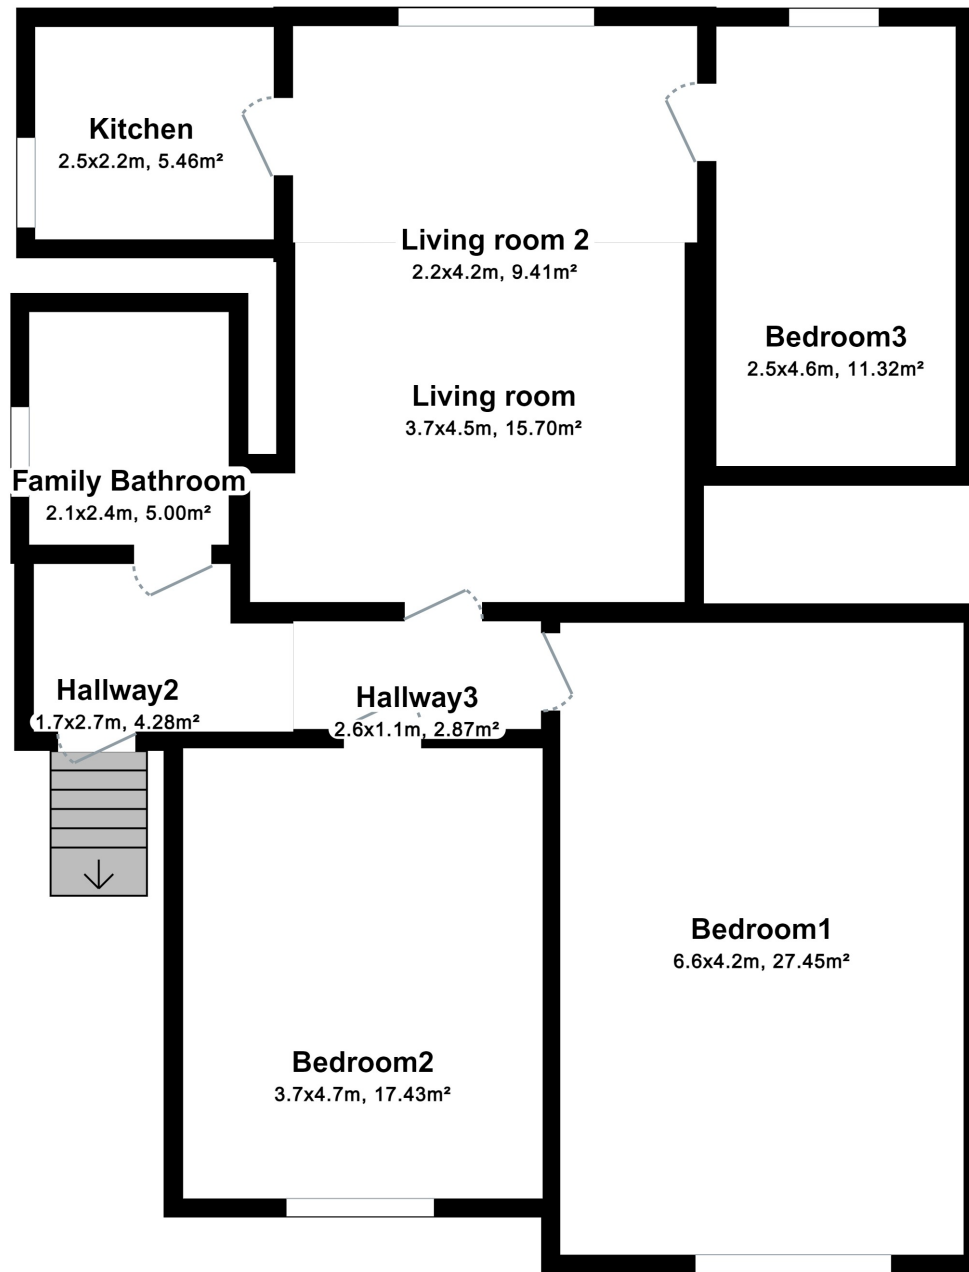 Kitchen
2.5x2.2m, 5.46m²
Living room 2
2.2x4.2m, 9.41m²
Bedroom3
2.5x4.6m, 11.32m²
Living room
3.7x4.5m, 15.70m²
Family Bathroom
2.1x2.4m, 5.00m²
Hallway2
1.7x2.7m, 4.28m²
Hallway3
2.6x1.1m, 2.87m²
Bedroom1
6.6x4.2m, 27.45m²
Bedroom2
3.7x4.7m, 17.43m²